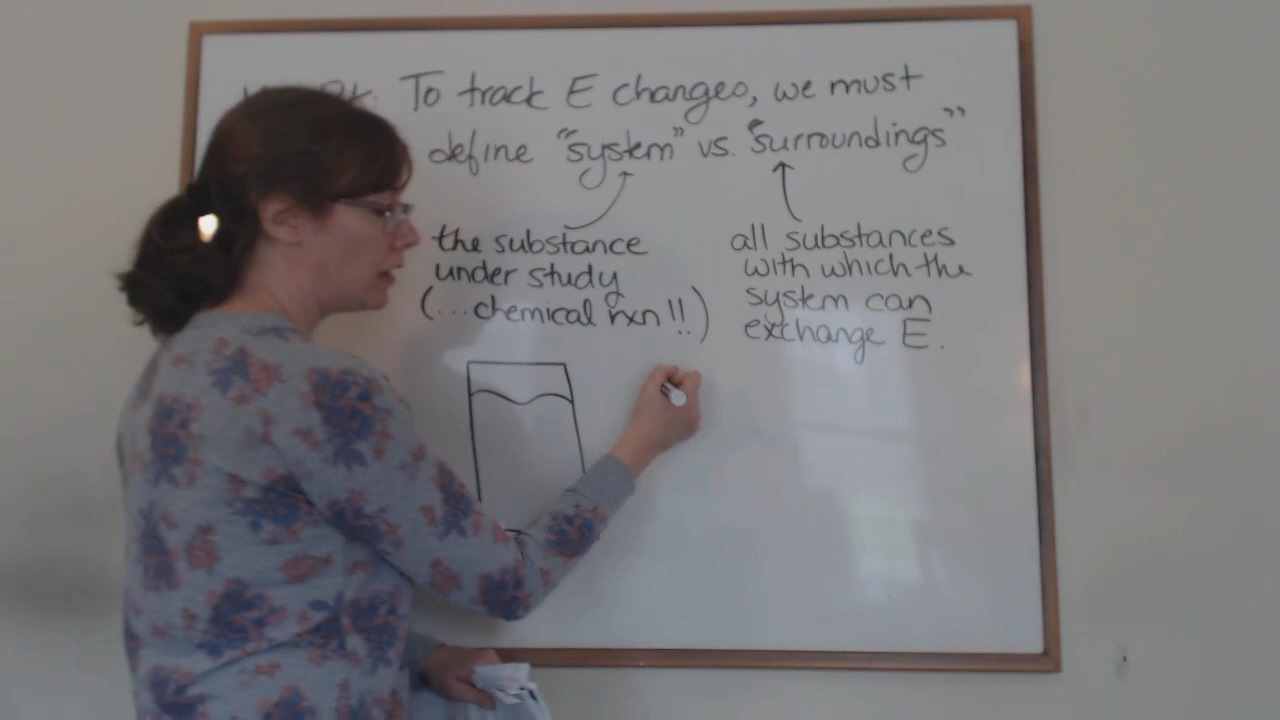 Pt. To track E changes, we must
define "system" vs. "surroundings"
the substance
under study
(...chemical rxn!!)
all substances
with which the
system can
exchange E.